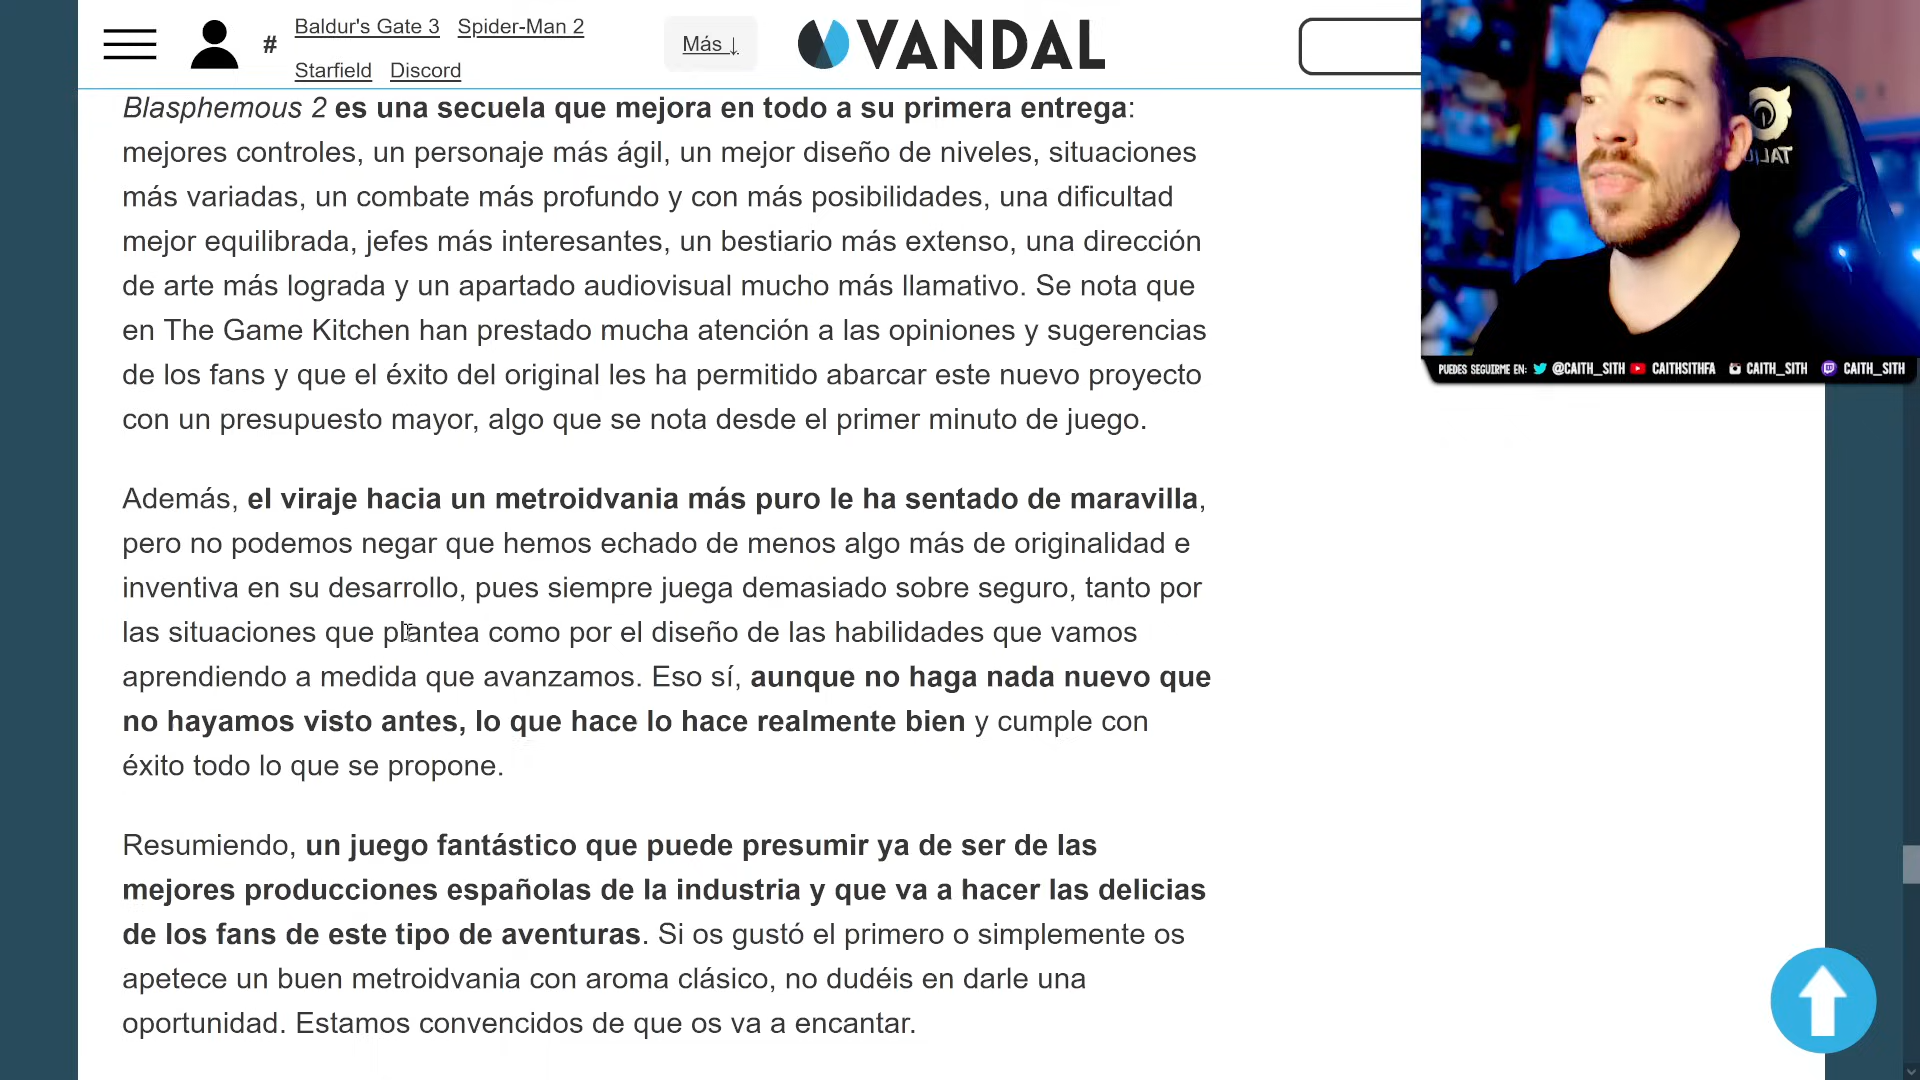 Baldur's Gate 3 Spider-Man 2
# Starfield Discord
Más ↓
VANDAL
Blasphemous 2 es una secuela que mejora en todo a su primera entrega:
mejores controles, un personaje más ágil, un mejor diseño de niveles, situaciones
más variadas, un combate más profundo y con más posibilidades, una dificultad
mejor equilibrada, jefes más interesantes, un bestiario más extenso, una dirección
de arte más lograda y un apartado audiovisual mucho más llamativo. Se nota que
en The Game Kitchen han prestado mucha atención a las opiniones y sugerencias
de los fans y que el éxito del original les ha permitido abarcar este nuevo proyecto
con un presupuesto mayor, algo que se nota desde el primer minuto de juego.
Además, el viraje hacia un metroidvania más puro le ha sentado de maravilla,
pero no podemos negar que hemos echado de menos algo más de originalidad e
inventiva en su desarrollo, pues siempre juega demasiado sobre seguro, tanto por
las situaciones que plantea como por el diseño de las habilidades que vamos
aprendiendo a medida que avanzamos. Eso sí, aunque no haga nada nuevo que
no hayamos visto antes, lo que hace lo hace realmente bien y cumple con
éxito todo lo que se propone.
Resumiendo, un juego fantástico que puede presumir ya de ser de las
mejores producciones españolas de la industria y que va a hacer las delicias
de los fans de este tipo de aventuras. Si os gustó el primero o simplemente os
apetece un buen metroidvania con aroma clásico, no dudéis en darle una
oportunidad. Estamos convencidos de que os va a encantar.
PUEDES SEGUIRME EN: @CAITH_SITH CAITHSITHFA CAITH_SITH CAITH_SITH